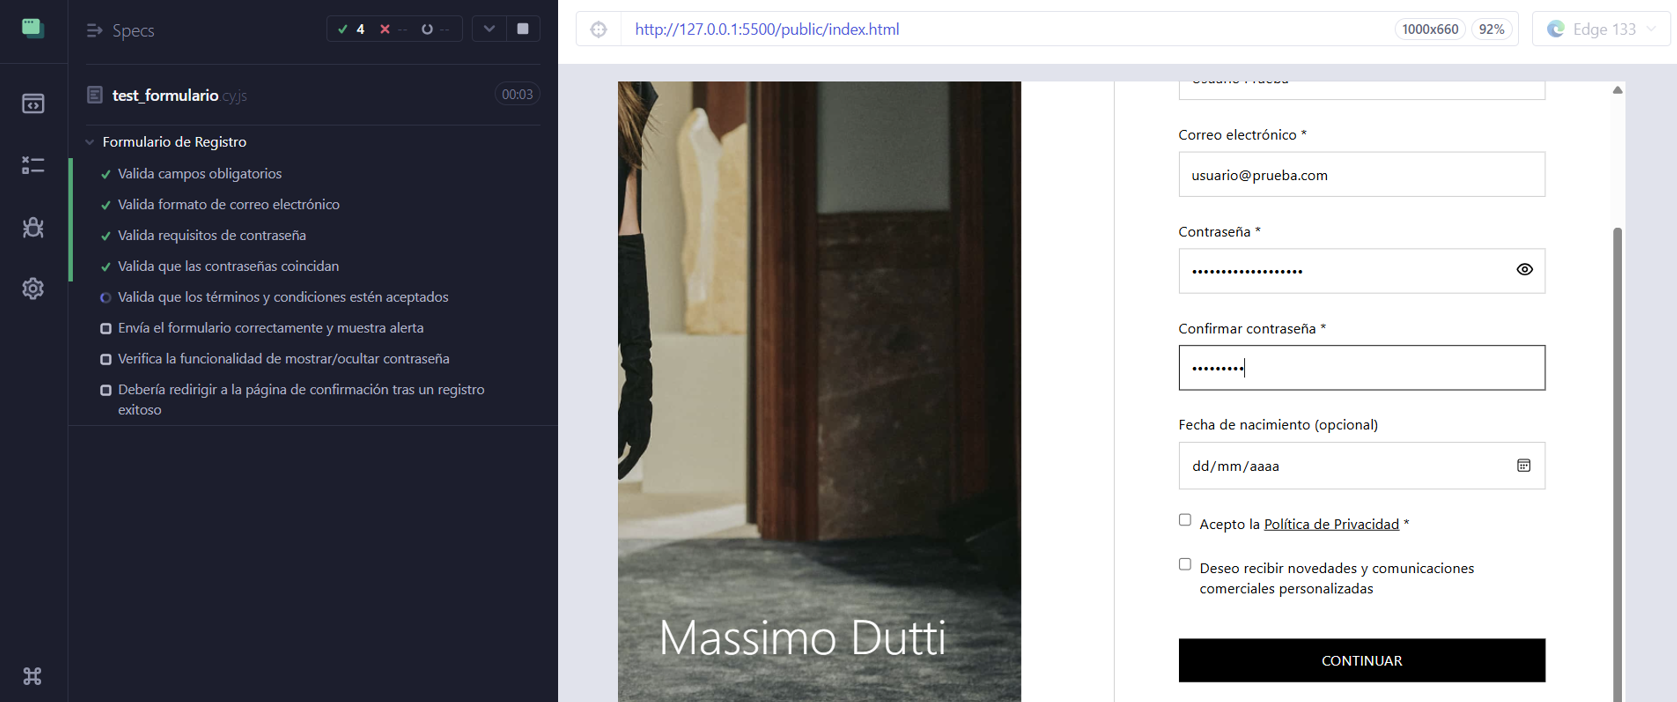 Specs
4
--
--
test_formulario cy.js
00:03
Formulario de Registro
Valida campos obligatorios
Valida formato de correo electrónico
Valida requisitos de contraseña
Valida que las contraseñas coincidan
Valida que los términos y condiciones estén aceptados
Envía el formulario correctamente y muestra alerta
Verifica la funcionalidad de mostrar/ocultar contraseña
Debería redirigir a la página de confirmación tras un registro
exitoso
http://127.0.0.1:5500/public/index.html
1000x660
92%
Edge 133
Massimo Dutti
Usuario Prueba
Correo electrónico *
usuario@prueba.com
Contraseña *
•••••••••••••••••••
Confirmar contraseña *
•••••••••
Fecha de nacimiento (opcional)
dd/mm/aaaa
Acepto la Política de Privacidad *
Deseo recibir novedades y comunicaciones
comerciales personalizadas
CONTINUAR